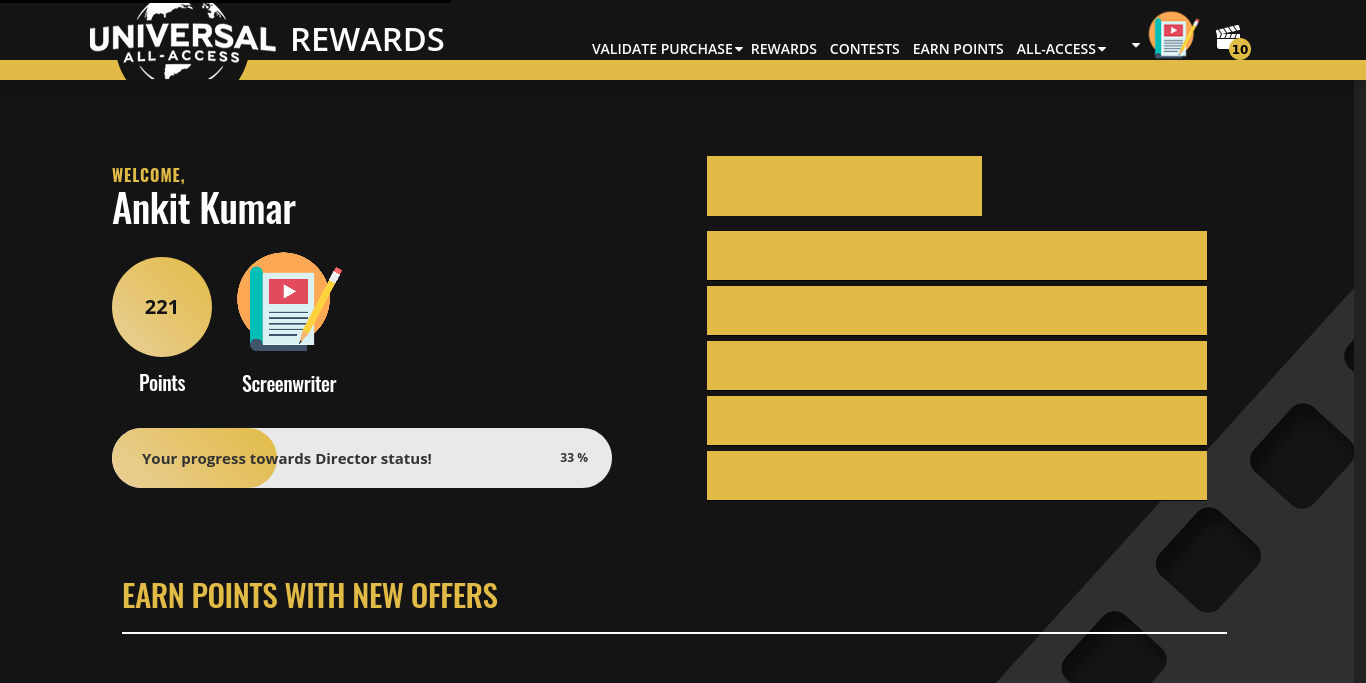 UNIVERSAL
ALL-ACCESS
REWARDS
VALIDATE PURCHASE REWARDS CONTESTS EARN POINTS ALL-ACCESS
10
WELCOME,
Ankit Kumar
221
Points
Screenwriter
Your progress towards Director status! 33 %
EARN POINTS WITH NEW OFFERS